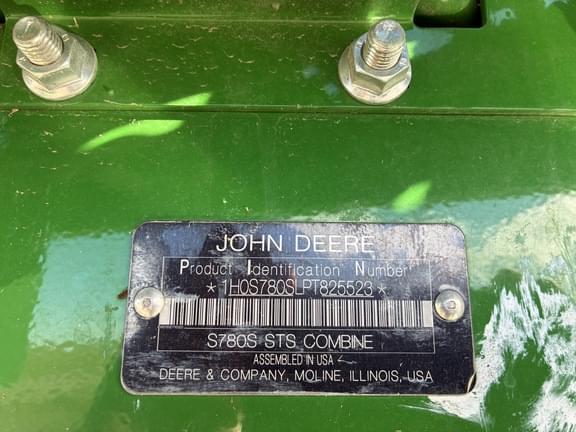 JOHN DEERE
Product Identification Number
*1H0S780SLPT825523*
S780S STS COMBINE
ASSEMBLED IN USA
DEERE & COMPANY, MOLINE, ILLINOIS, USA